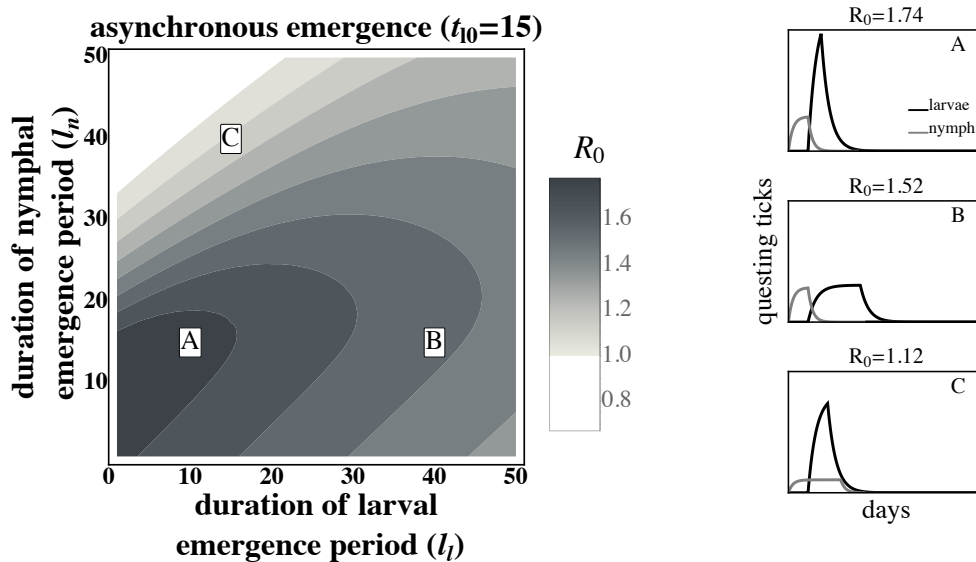 asynchronous emergence (t_l0=15)
duration of nymphal
emergence period (l_n)
50
40
30
20
10
0
10
20
30
40
50
duration of larval
emergence period (l_l)
A
B
C
R_0
1.6
1.4
1.2
1.0
0.8
questing ticks
R_0=1.74
A
larvae
nymph
R_0=1.52
B
R_0=1.12
C
days